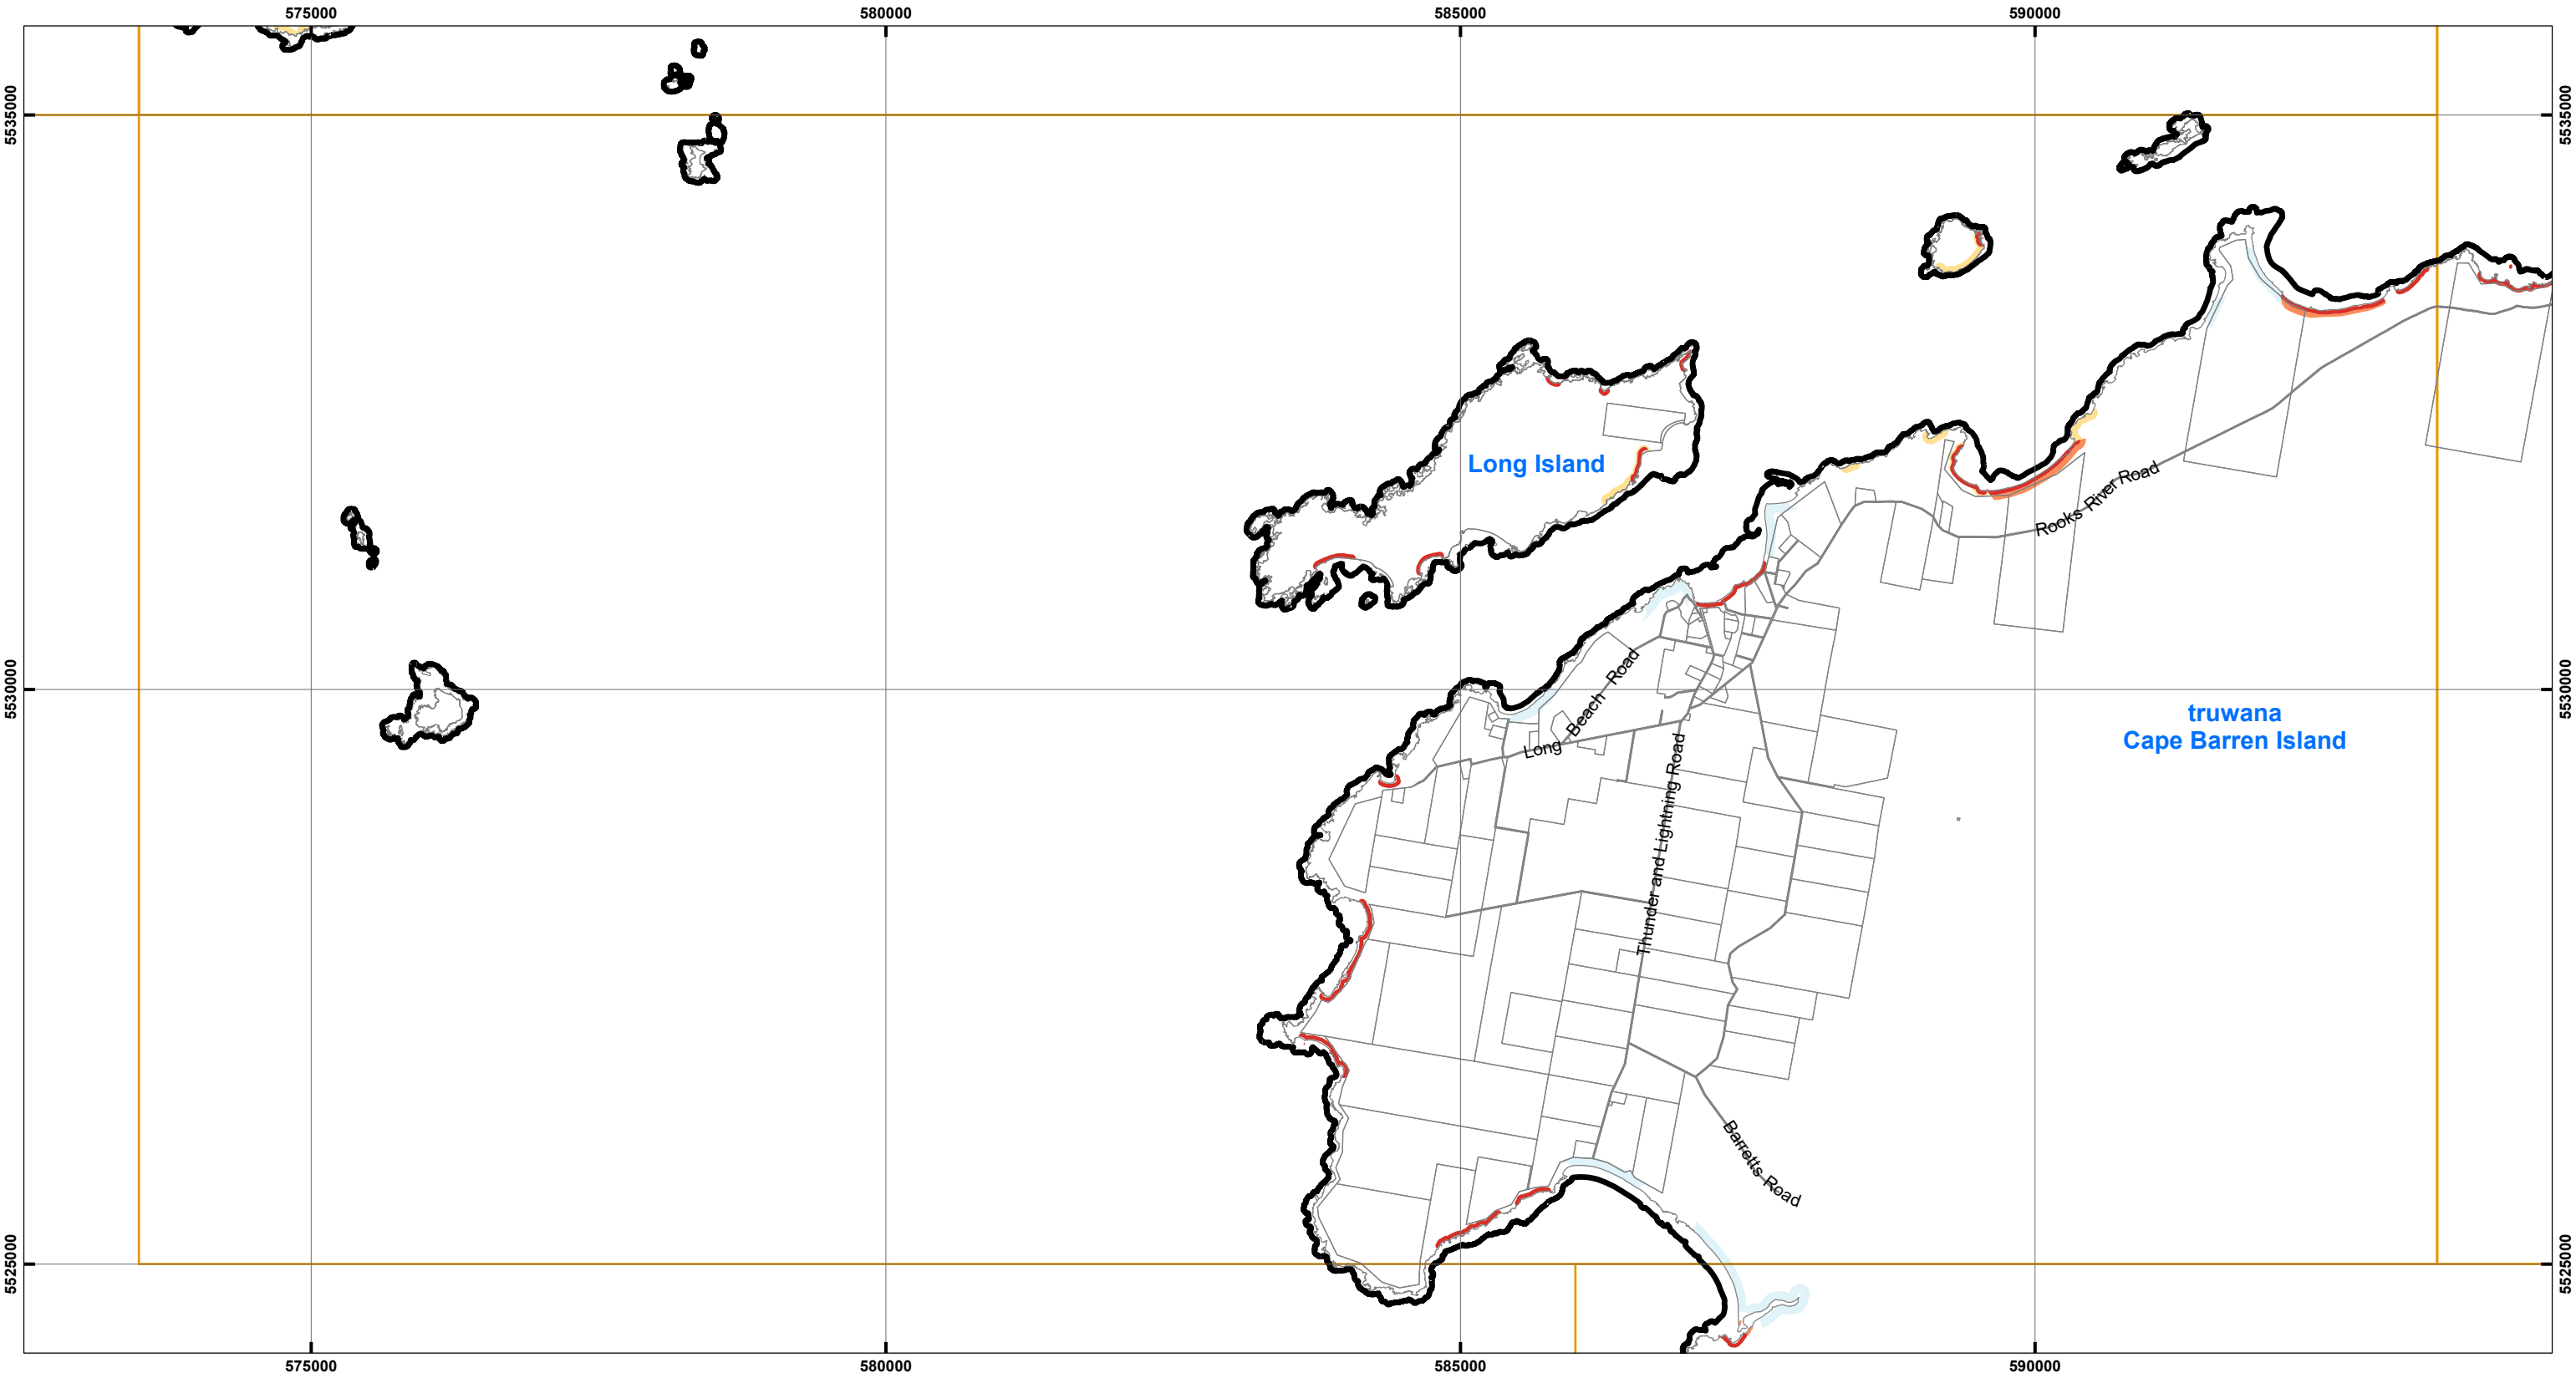 575000
580000
585000
590000
5535000
5535000
Long Island
Rooks River Road
Long Beach Road
5530000
5530000
truwana
Cape Barren Island
Thunder and Lightning Road
Barretts Road
5525000
5525000
575000
580000
585000
590000